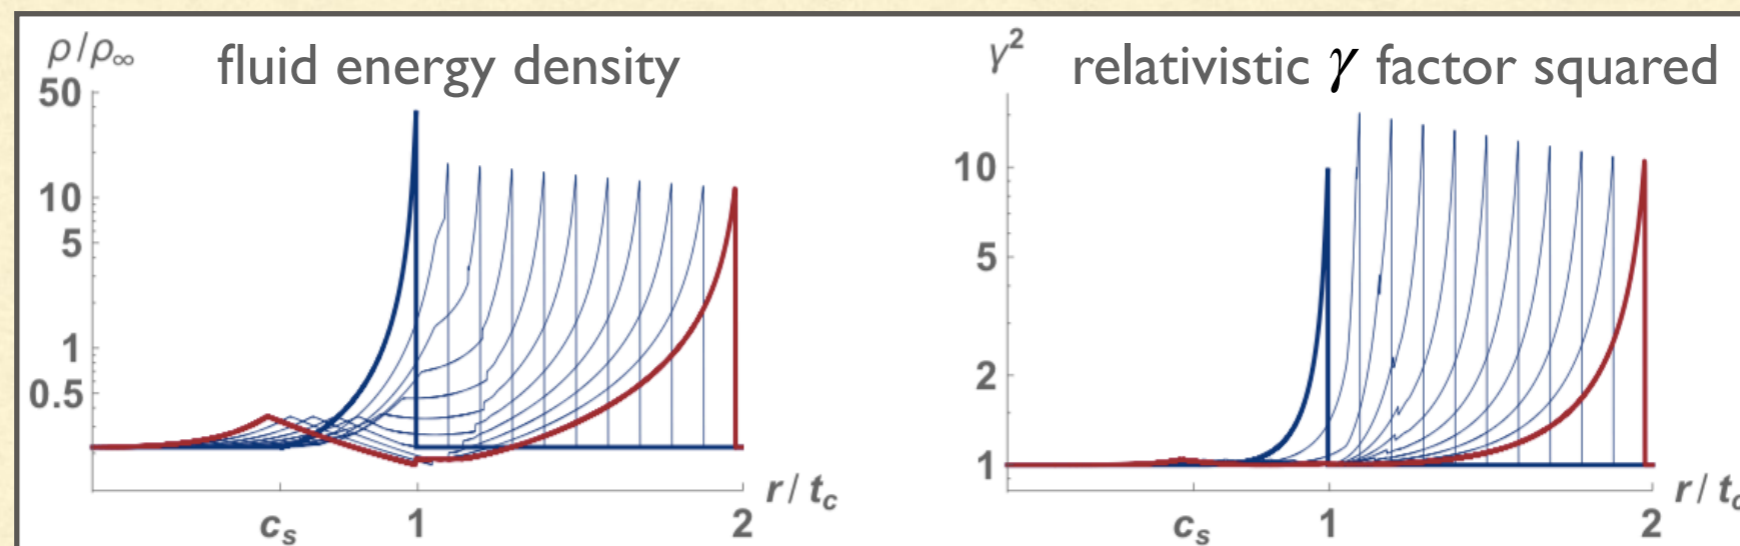 ρ/ρ∞ fluid energy density
50
10
5
1
0.5
c_s 1 2
r / t_c
γ² relativistic γ factor squared
10
5
2
1
c_s 1 2
r / t_c